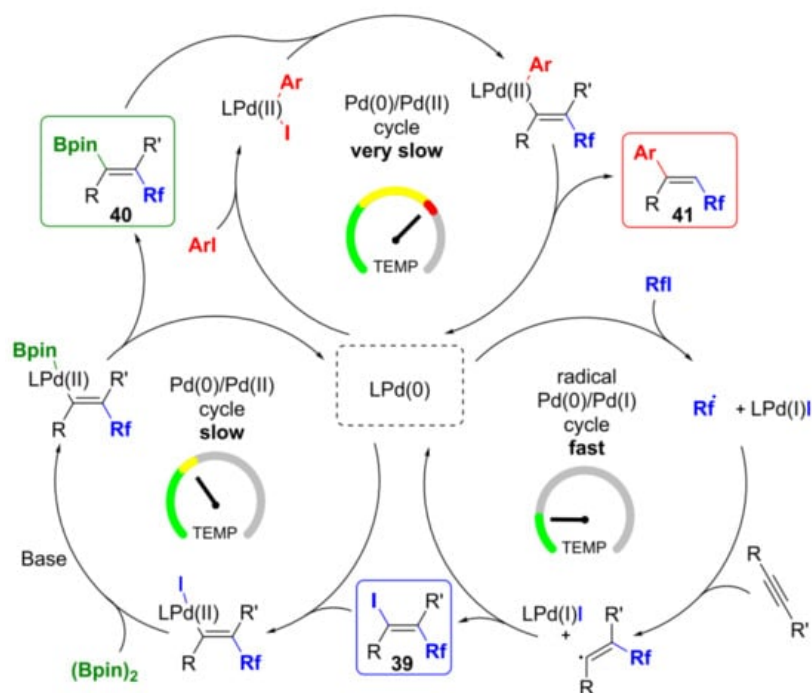 Ar
LPd(II)
I
Pd(0)/Pd(II)
cycle
very slow
TEMP
Ar
LPd(II)
R'
R
Rf
Bpin
R'
R
Rf
40
ArI
Ar
R
Rf
41
RfI
Bpin
LPd(II)
R'
R
Rf
Pd(0)/Pd(II)
cycle
slow
TEMP
LPd(0)
radical
Pd(0)/Pd(I)
cycle
fast
TEMP
Rf• + LPd(I)I
Base
(Bpin)₂
I
LPd(II)
R'
R
Rf
I
R'
R
Rf
39
LPd(I)I
+
R'
Rf
R
R
R'